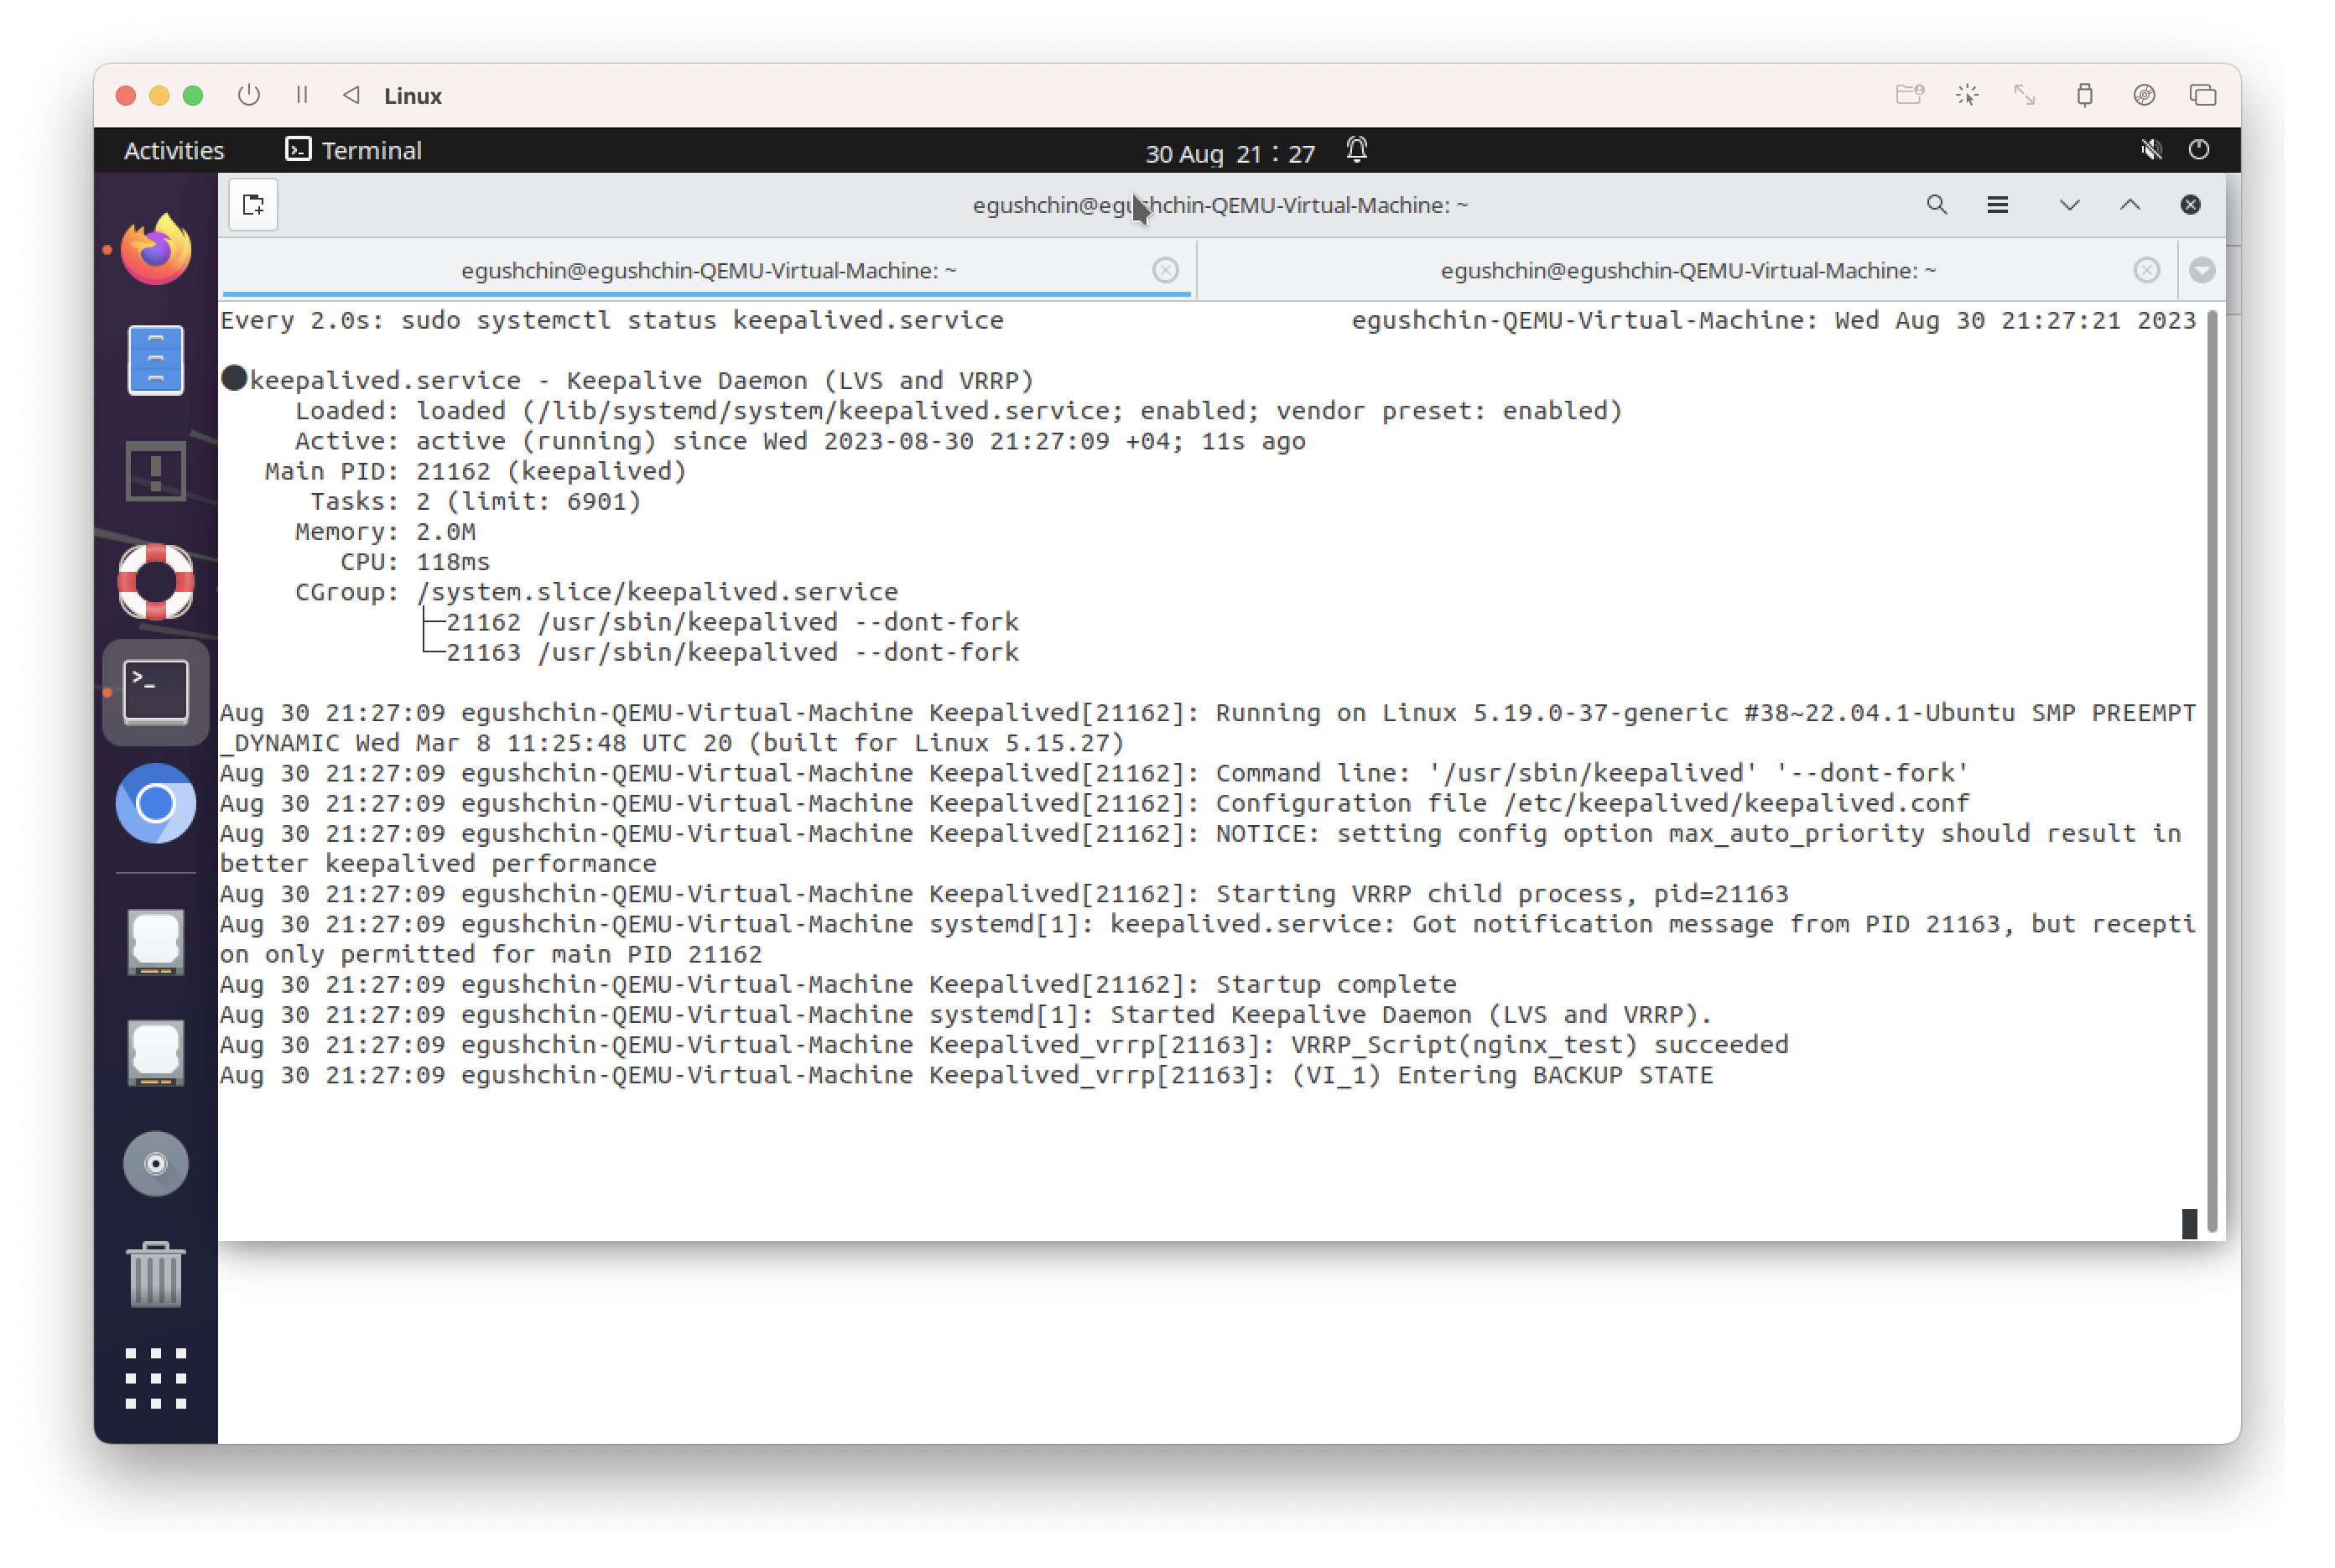 Linux
Activities Terminal 30 Aug 21:27
egushchin@egushchin-QEMU-Virtual-Machine: ~
egushchin@egushchin-QEMU-Virtual-Machine: ~ egushchin@egushchin-QEMU-Virtual-Machine: ~
Every 2.0s: sudo systemctl status keepalived.service egushchin-QEMU-Virtual-Machine: Wed Aug 30 21:27:21 2023
●keepalived.service - Keepalive Daemon (LVS and VRRP)
Loaded: loaded (/lib/systemd/system/keepalived.service; enabled; vendor preset: enabled)
Active: active (running) since Wed 2023-08-30 21:27:09 +04; 11s ago
Main PID: 21162 (keepalived)
Tasks: 2 (limit: 6901)
Memory: 2.0M
CPU: 118ms
CGroup: /system.slice/keepalived.service
├─21162 /usr/sbin/keepalived --dont-fork
└─21163 /usr/sbin/keepalived --dont-fork
Aug 30 21:27:09 egushchin-QEMU-Virtual-Machine Keepalived[21162]: Running on Linux 5.19.0-37-generic #38~22.04.1-Ubuntu SMP PREEMPT
_DYNAMIC Wed Mar 8 11:25:48 UTC 20 (built for Linux 5.15.27)
Aug 30 21:27:09 egushchin-QEMU-Virtual-Machine Keepalived[21162]: Command line: '/usr/sbin/keepalived' '--dont-fork'
Aug 30 21:27:09 egushchin-QEMU-Virtual-Machine Keepalived[21162]: Configuration file /etc/keepalived/keepalived.conf
Aug 30 21:27:09 egushchin-QEMU-Virtual-Machine Keepalived[21162]: NOTICE: setting config option max_auto_priority should result in
better keepalived performance
Aug 30 21:27:09 egushchin-QEMU-Virtual-Machine Keepalived[21162]: Starting VRRP child process, pid=21163
Aug 30 21:27:09 egushchin-QEMU-Virtual-Machine systemd[1]: keepalived.service: Got notification message from PID 21163, but recepti
on only permitted for main PID 21162
Aug 30 21:27:09 egushchin-QEMU-Virtual-Machine Keepalived[21162]: Startup complete
Aug 30 21:27:09 egushchin-QEMU-Virtual-Machine systemd[1]: Started Keepalive Daemon (LVS and VRRP).
Aug 30 21:27:09 egushchin-QEMU-Virtual-Machine Keepalived_vrrp[21163]: VRRP_Script(nginx_test) succeeded
Aug 30 21:27:09 egushchin-QEMU-Virtual-Machine Keepalived_vrrp[21163]: (VI_1) Entering BACKUP STATE